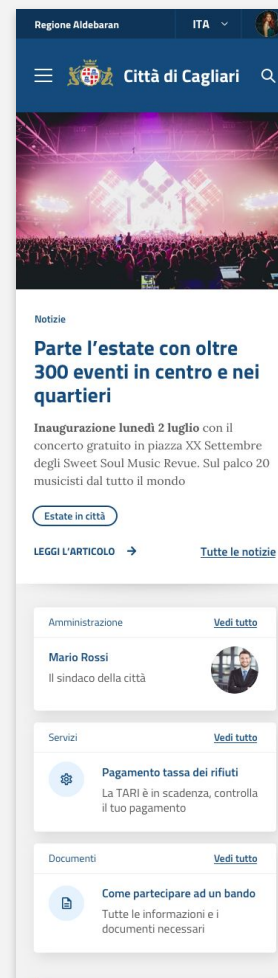 Regione Aldebaran
ITA
Città di Cagliari
Notizie
Parte l'estate con oltre
300 eventi in centro e nei
quartieri
Inaugurazione lunedì 2 luglio con il
concerto gratuito in piazza XX Settembre
degli Sweet Soul Music Revue. Sul palco 20
musicisti dal tutto il mondo
Estate in città
LEGGI L'ARTICOLO
Tutte le notizie
Amministrazione
Vedi tutto
Mario Rossi
Il sindaco della città
Servizi
Vedi tutto
Pagamento tassa dei rifiuti
La TARI è in scadenza, controlla
il tuo pagamento
Documenti
Vedi tutto
Come partecipare ad un bando
Tutte le informazioni e i
documenti necessari